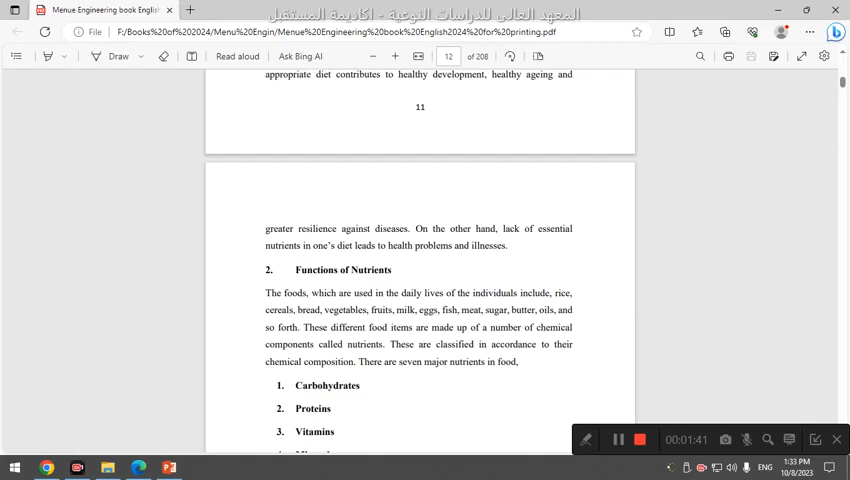 المعهد العالى للدراسات النوعية - اكاديمة المستقبل
Menue Engineering book English
File
F:/Books%20of%202024/Menu%20Engin/Menue%20Engineering%20book%20English2024%20for%20printing.pdf
Draw
Read aloud
Ask Bing AI
12 of 208
appropriate diet contributes to healthy development, healthy ageing and
11
greater resilience against diseases. On the other hand, lack of essential
nutrients in one's diet leads to health problems and illnesses.
2. Functions of Nutrients
The foods, which are used in the daily lives of the individuals include, rice,
cereals, bread, vegetables, fruits, milk, eggs, fish, meat, sugar, butter, oils, and
so forth. These different food items are made up of a number of chemical
components called nutrients. These are classified in accordance to their
chemical composition. There are seven major nutrients in food,
1. Carbohydrates
2. Proteins
3. Vitamins
00:01:41
ENG
1:33 PM
10/8/2023